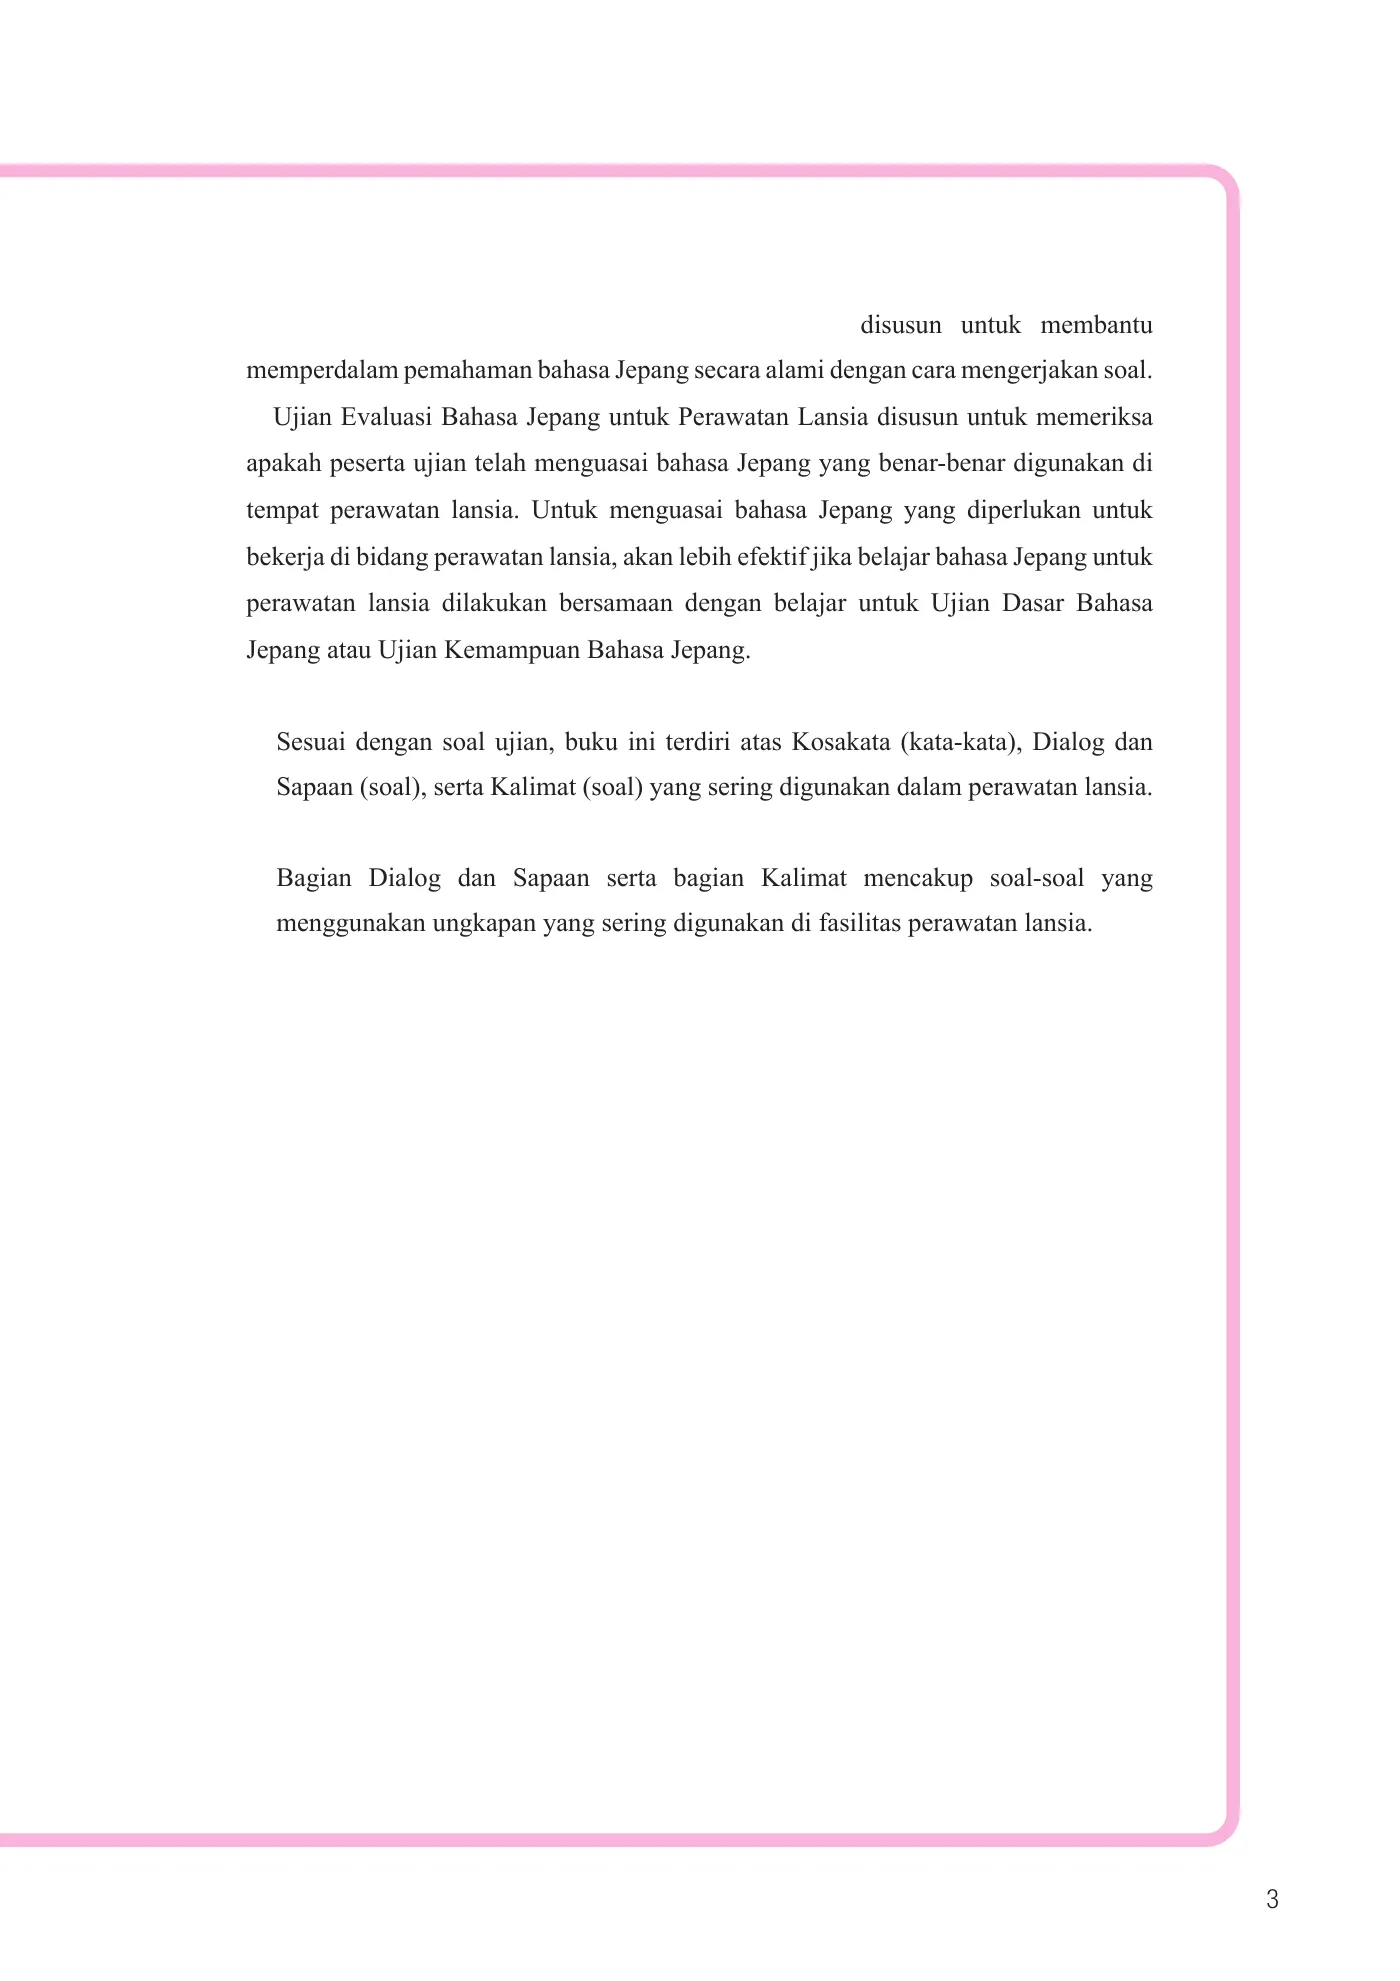 disusun untuk membantu
memperdalam pemahaman bahasa Jepang secara alami dengan cara mengerjakan soal.
Ujian Evaluasi Bahasa Jepang untuk Perawatan Lansia disusun untuk memeriksa
apakah peserta ujian telah menguasai bahasa Jepang yang benar-benar digunakan di
tempat perawatan lansia. Untuk menguasai bahasa Jepang yang diperlukan untuk
bekerja di bidang perawatan lansia, akan lebih efektif jika belajar bahasa Jepang untuk
perawatan lansia dilakukan bersamaan dengan belajar untuk Ujian Dasar Bahasa
Jepang atau Ujian Kemampuan Bahasa Jepang.
Sesuai dengan soal ujian, buku ini terdiri atas Kosakata (kata-kata), Dialog dan
Sapaan (soal), serta Kalimat (soal) yang sering digunakan dalam perawatan lansia.
Bagian Dialog dan Sapaan serta bagian Kalimat mencakup soal-soal yang
menggunakan ungkapan yang sering digunakan di fasilitas perawatan lansia.
3